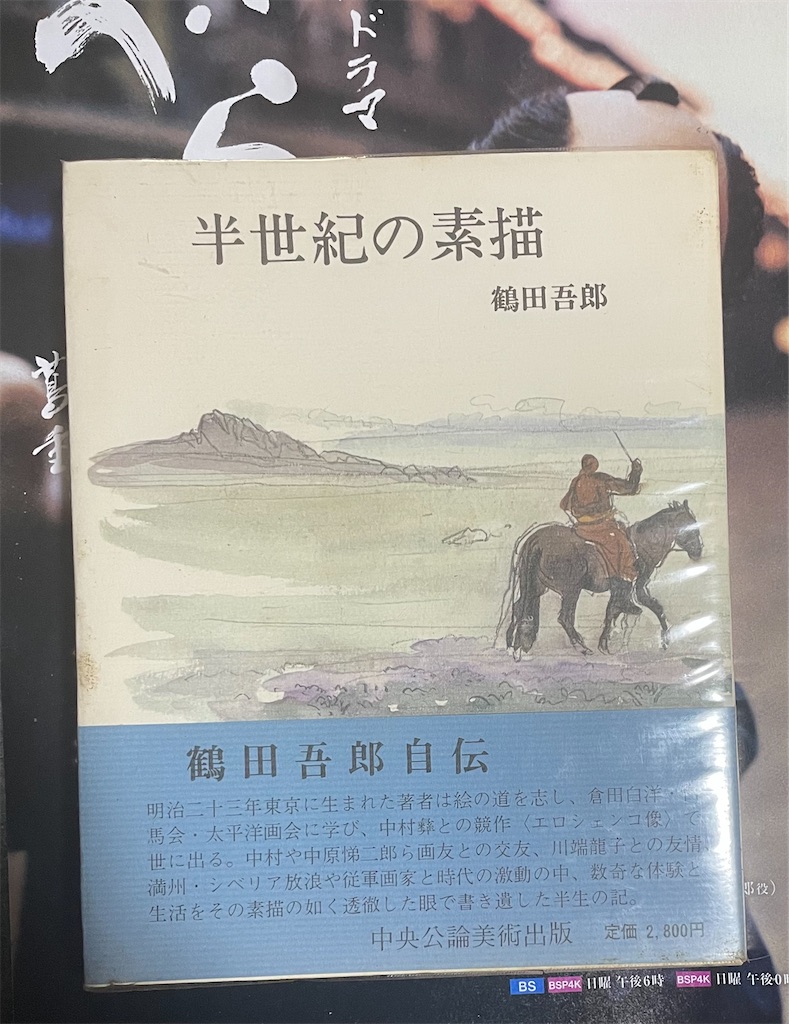 ドラマ
べら
蔦重
半世紀の素描
鶴田吾郎
鶴田吾郎自伝
明治二十三年東京に生まれた著者は絵の道を志し、倉田白洋・白
馬会・太平洋画会に学び、中村彝との競作〈エロシェンコ像〉で
世に出る。中村や中原悌二郎ら画友との交友、川端龍子との友情
満州・シベリア放浪や従軍画家と時代の激動の中、数奇な体験と
生活をその素描の如く透徹した眼で書き遺した半生の記。
中央公論美術出版 定価 2,800円
郎役)
BS BSP4K 日曜 午後6時 BSP4K 日曜 午後0